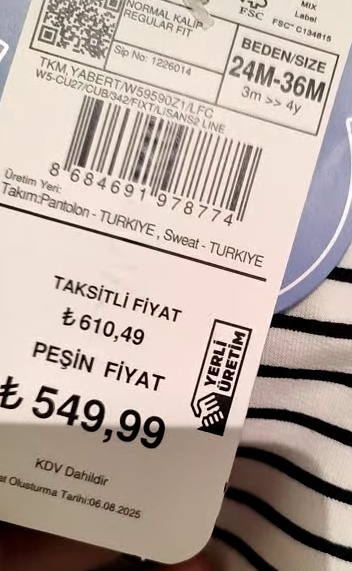 MIX
Label
FSC
FSC™ C134815
NORMAL KALIP
REGULAR FIT
Sip No: 1226014
BEDEN/SIZE
24M-36M
3m >> 4y
TKM, YABERT/W59590Z1/LFC
W5-CU27/CUB/342/FIXT/LISANS2 LINE
8 684691 978774
Üretim Yeri:
Takım:Pantolon - TURKIYE , Sweat - TURKIYE
TAKSİTLİ FİYAT
₺ 610,49
PEŞİN FİYAT
₺ 549,99
YERLİ
ÜRETİM
KDV Dahildir
Olusturma Tarihi:06.08.2025